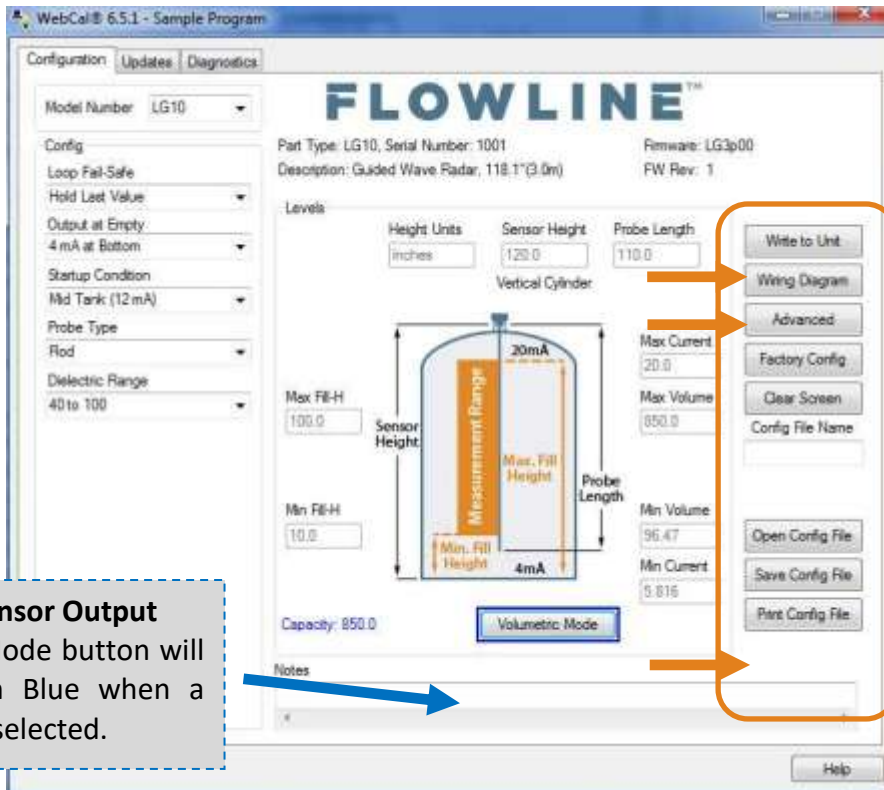 WebCal® 6.5.1 - Sample Program
Configuration Updates Diagnostics
Model Number LG10
FLOWLINE™
Config
Part Type: LG10, Serial Number: 1001
Firmware: LG3p00
Description: Guided Wave Radar, 118.1"(3.0m)
FW Rev: 1
Loop Fail-Safe
Hold Last Value
Output at Empty
4 mA at Bottom
Startup Condition
Mid Tank (12 mA)
Probe Type
Rod
Dielectric Range
40 to 100
Levels
Height Units Sensor Height Probe Length
inches 120.0 110.0
Vertical Cylinder
20mA
Measurement Range
Max. Fill
Height
Sensor
Height
Probe
Length
Min. Fill
Height
4mA
Max Fill-H
100.0
Min Fill-H
10.0
Max Current
20.0
Max Volume
850.0
Min Volume
96.47
Min Current
5.816
Capacity: 850.0
Volumetric Mode
Notes
Write to Unit
Wiring Diagram
Advanced
Factory Config
Clear Screen
Config File Name
Open Config File
Save Config File
Print Config File
Help
nsor Output
ode button will
Blue when a
selected.